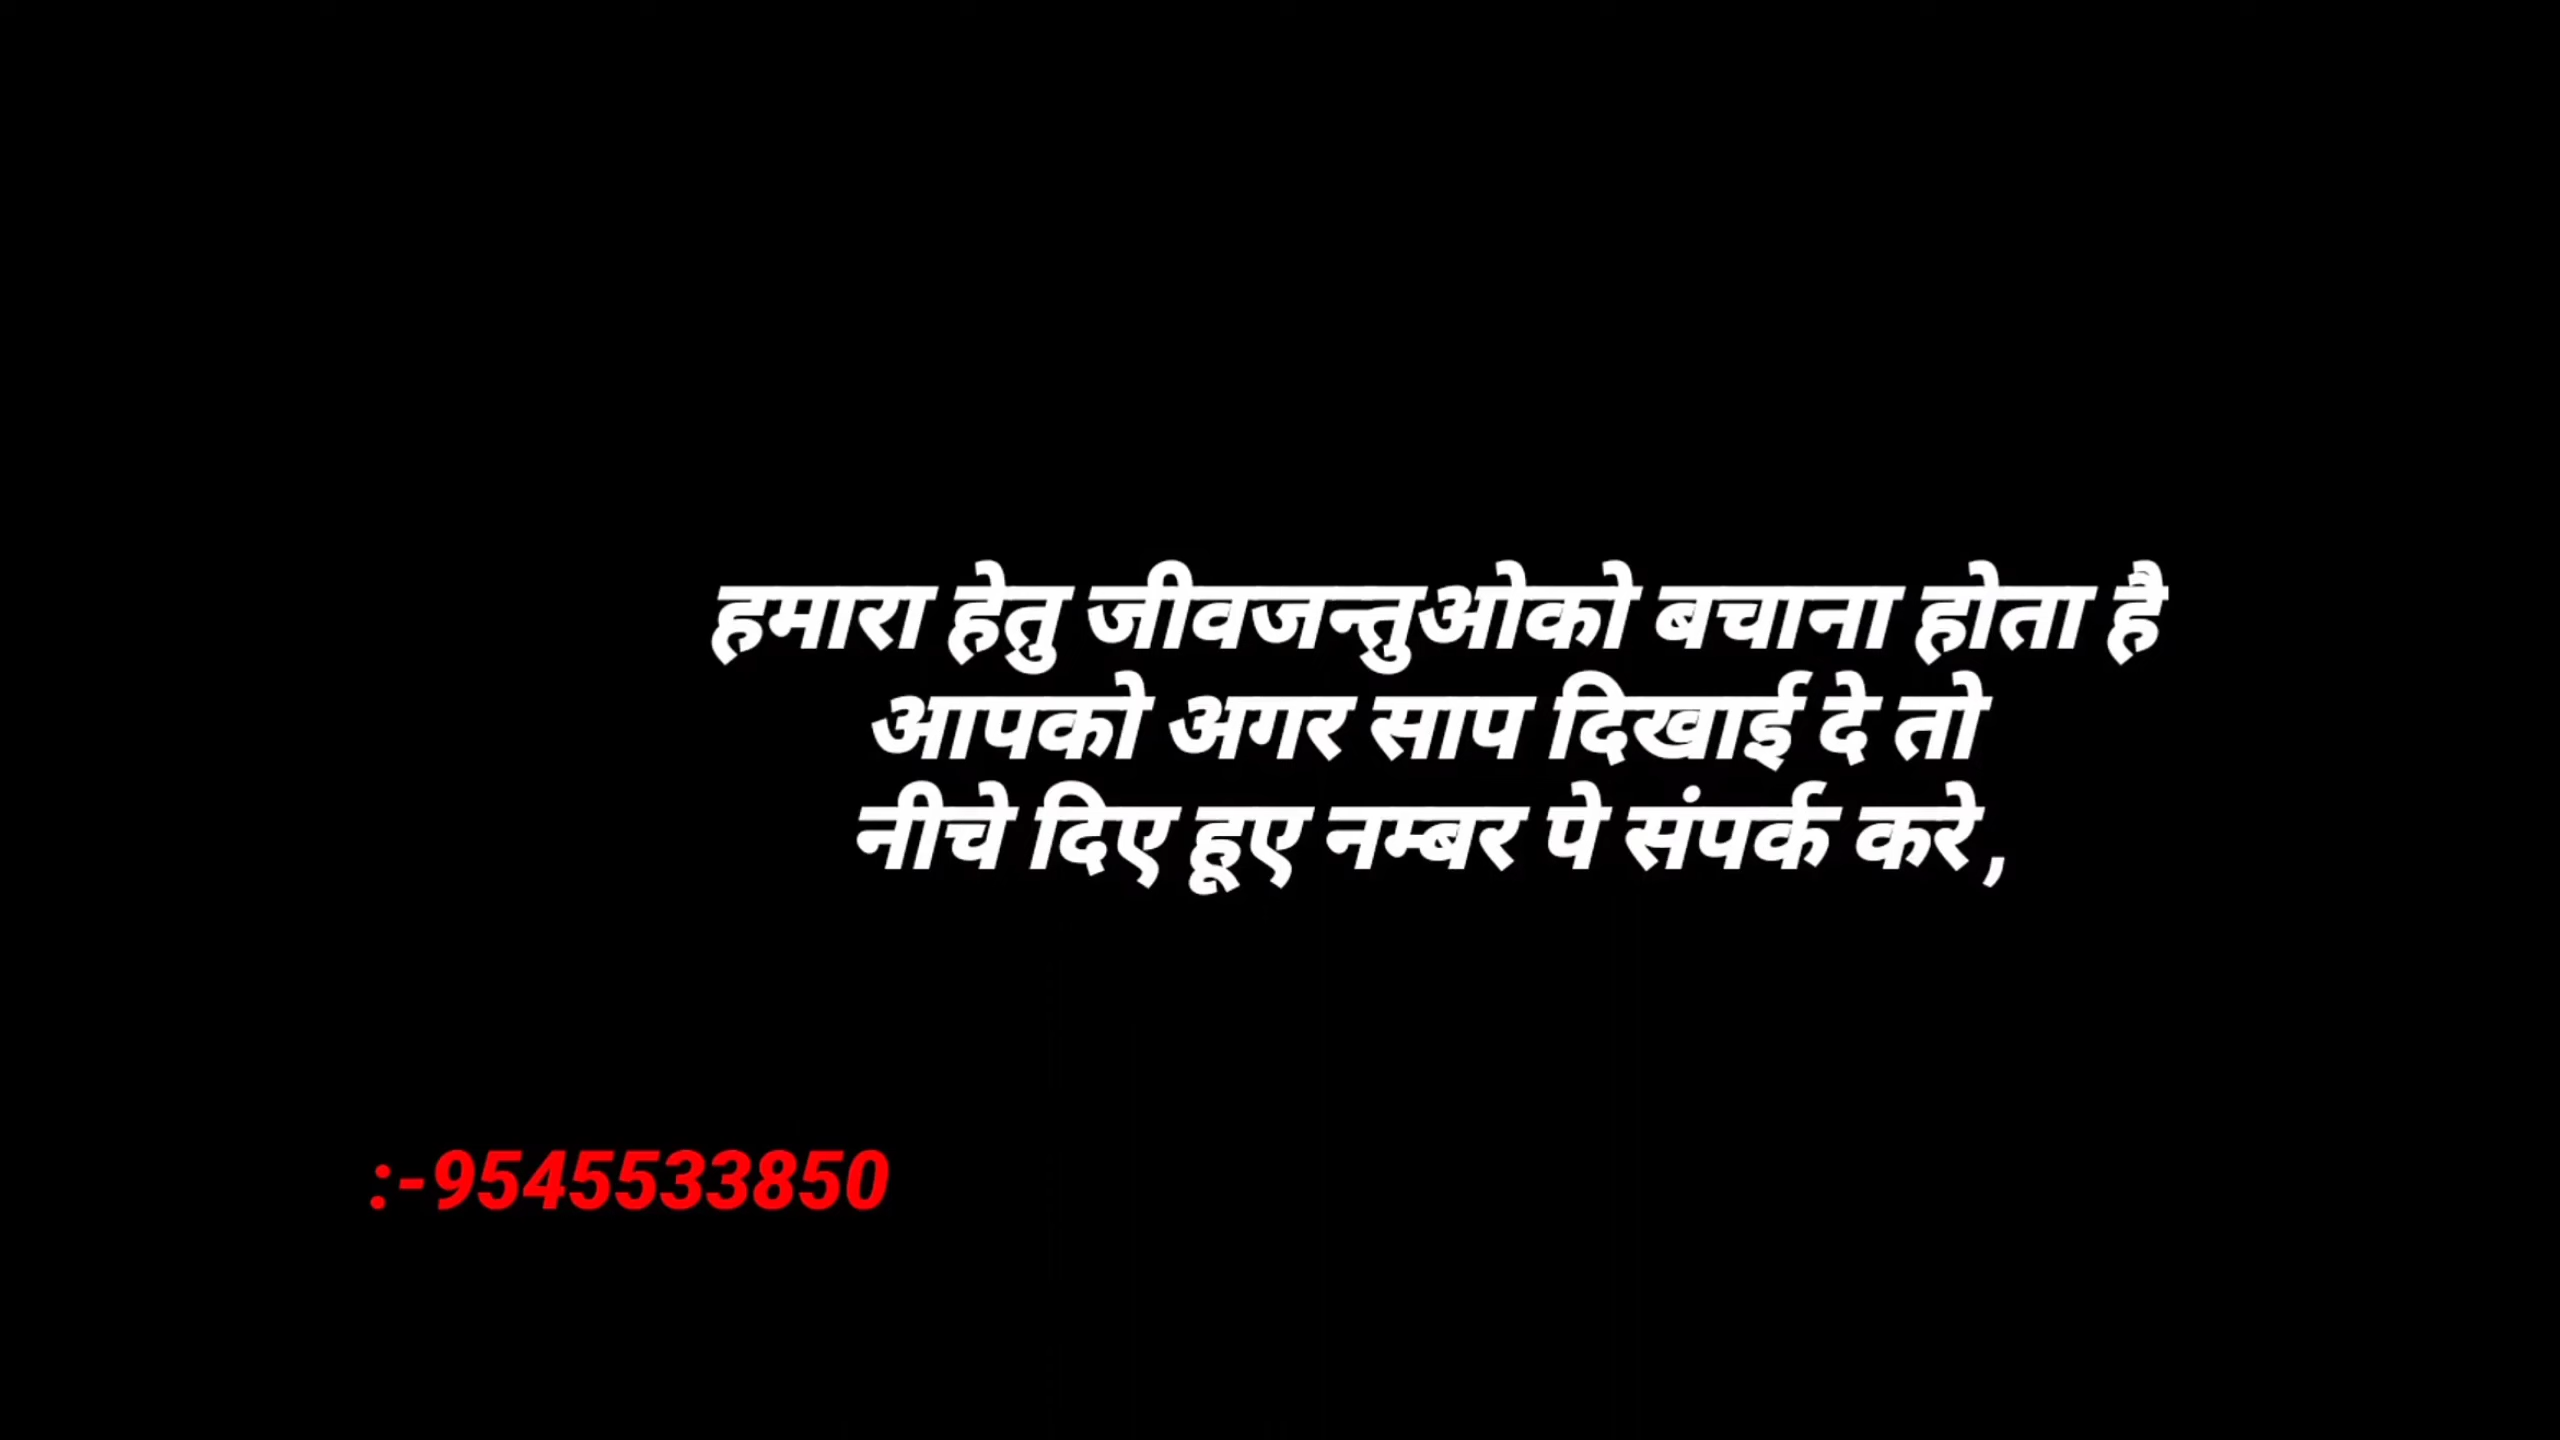 हमारा हेतु जीवजन्तुओको बचाना होता है
आपको अगर साप दिखाई दे तो
नीचे दिए हूए नम्बर पे संपर्क करे,
:-9545533850